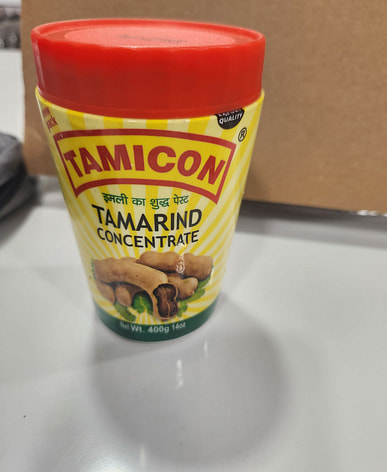 QUALITY
®
TAMICON
इमली का शुद्ध पेस्ट
TAMARIND
CONCENTRATE
Net Wt. 400g 14oz